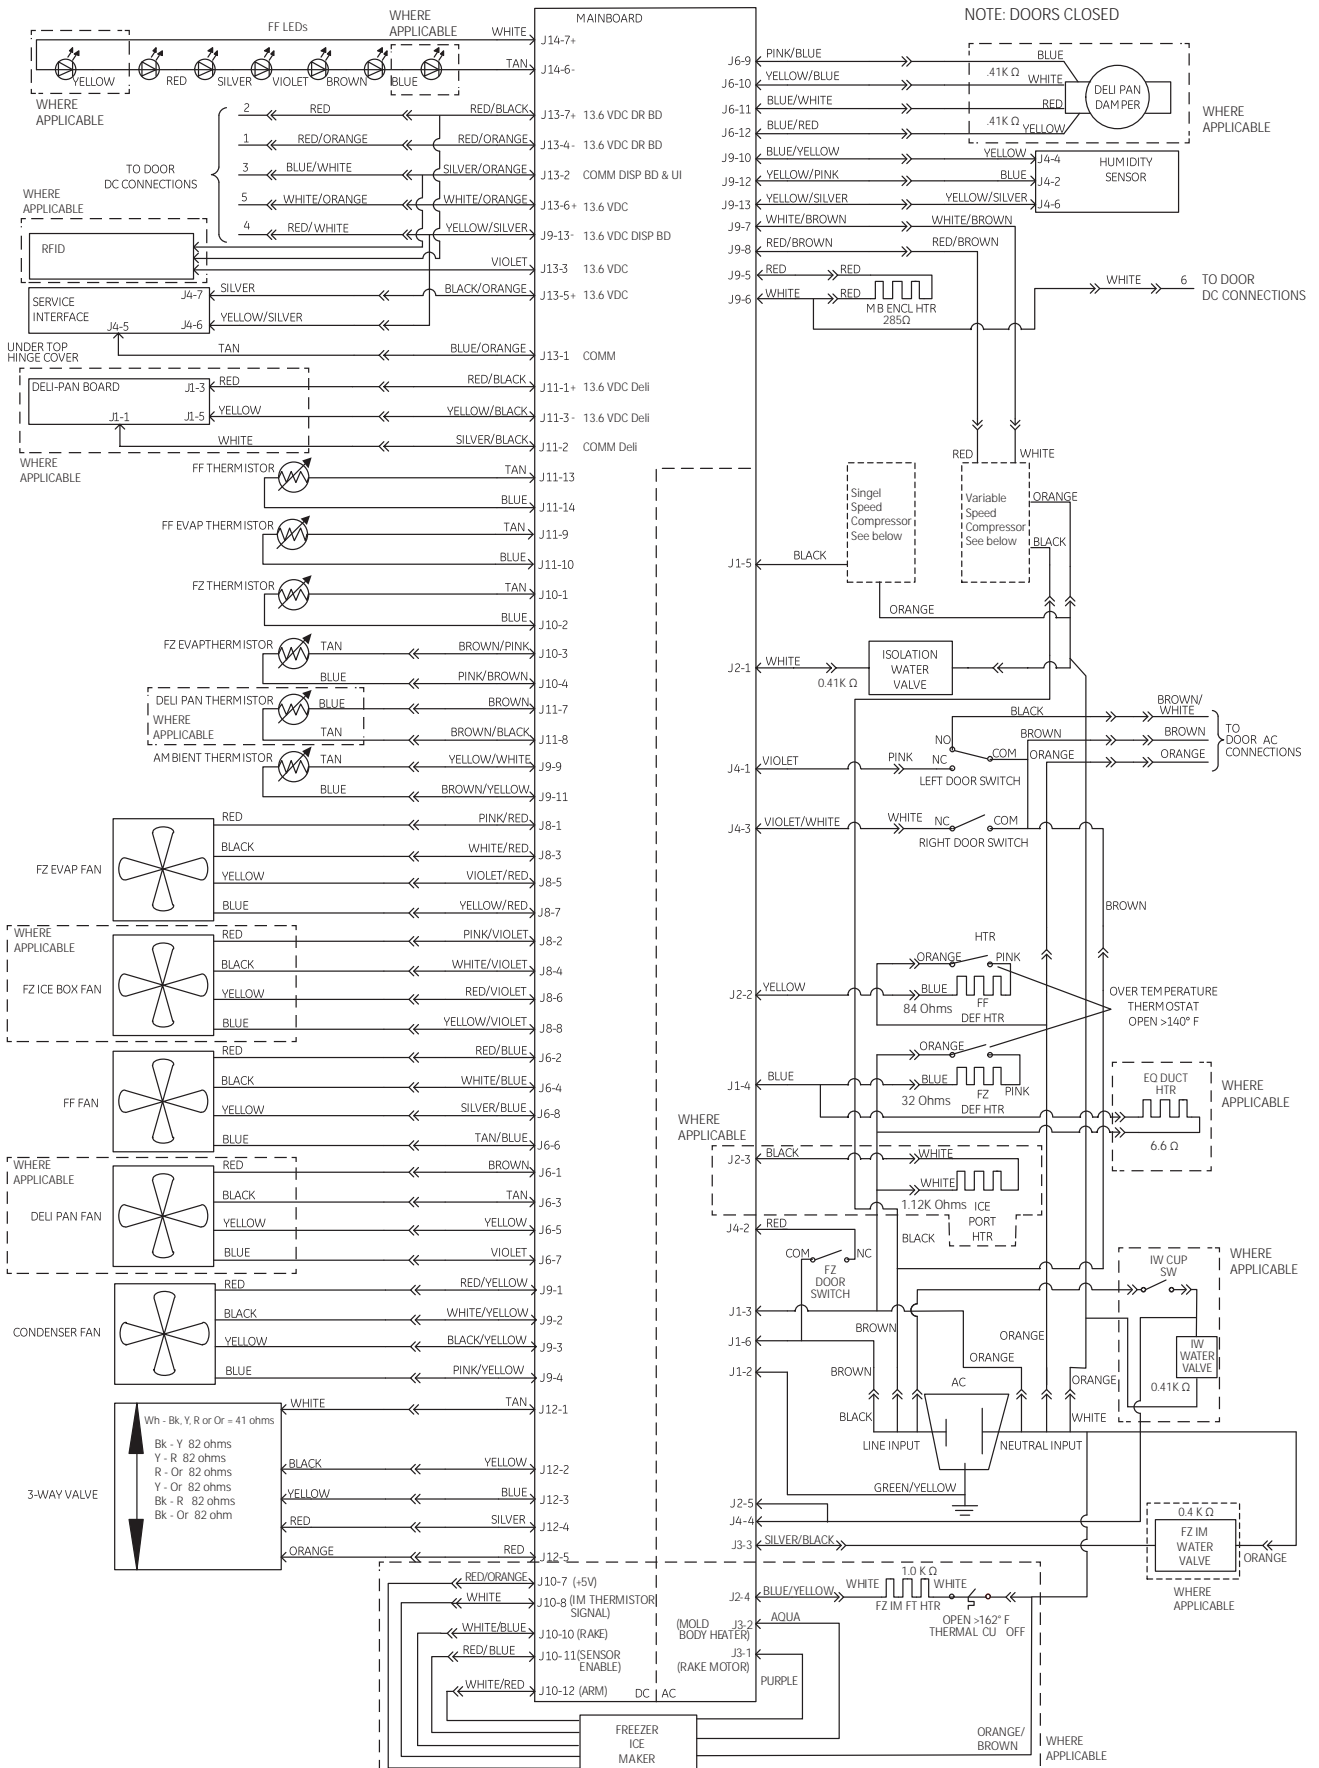 MAINBOARD
NOTE: DOORS CLOSED
FF LEDs
WHERE
APPLICABLE
WHITE
J14-7+
TAN
J14-6-
YELLOW
RED
SILVER
VIOLET
BROWN
BLUE
WHERE
APPLICABLE
2 RED RED/BLACK J13-7+ 13.6 VDC DR BD
1 RED/ORANGE RED/ORANGE J13-4- 13.6 VDC DR BD
3 BLUE/WHITE SILVER/ORANGE J13-2 COMM DISP BD & UI
5 WHITE/ORANGE WHITE/ORANGE J13-6+ 13.6 VDC
4 RED/WHITE YELLOW/SILVER J9-13- 13.6 VDC DISP BD
TO DOOR
DC CONNECTIONS
WHERE
APPLICABLE
RFID
VIOLET J13-3 13.6 VDC
SERVICE
INTERFACE
J4-7 SILVER BLACK/ORANGE J13-5+ 13.6 VDC
J4-6 YELLOW/SILVER
J4-5
UNDER TOP
HINGE COVER
TAN BLUE/ORANGE J13-1 COMM
DELI-PAN BOARD
J1-3 RED RED/BLACK J11-1+ 13.6 VDC Deli
J1-1
J1-5 YELLOW YELLOW/BLACK J11-3- 13.6 VDC Deli
WHITE SILVER/BLACK J11-2 COMM Deli
WHERE
APPLICABLE
FF THERMISTOR TAN J11-13
BLUE J11-14
FF EVAP THERMISTOR TAN J11-9
BLUE J11-10
FZ THERMISTOR TAN J10-1
BLUE J10-2
FZ EVAPTHERMISTOR TAN BROWN/PINK J10-3
BLUE PINK/BROWN J10-4
DELI PAN THERMISTOR BLUE BROWN J11-7
WHERE
APPLICABLE
TAN BROWN/BLACK J11-8
AMBIENT THERMISTOR TAN YELLOW/WHITE J9-9
BLUE BROWN/YELLOW J9-11
FZ EVAP FAN
RED PINK/RED J8-1
BLACK WHITE/RED J8-3
YELLOW VIOLET/RED J8-5
BLUE YELLOW/RED J8-7
WHERE
APPLICABLE
FZ ICE BOX FAN
RED PINK/VIOLET J8-2
BLACK WHITE/VIOLET J8-4
YELLOW RED/VIOLET J8-6
BLUE YELLOW/VIOLET J8-8
FF FAN
RED RED/BLUE J6-2
BLACK WHITE/BLUE J6-4
YELLOW SILVER/BLUE J6-8
BLUE TAN/BLUE J6-6
WHERE
APPLICABLE
DELI PAN FAN
RED BROWN J6-1
BLACK TAN J6-3
YELLOW YELLOW J6-5
BLUE VIOLET J6-7
CONDENSER FAN
RED RED/YELLOW J9-1
BLACK WHITE/YELLOW J9-2
YELLOW BLACK/YELLOW J9-3
BLUE PINK/YELLOW J9-4
3-WAY VALVE
Wh - Bk, Y, R or Or = 41 ohms
Bk - Y 82 ohms
Y - R 82 ohms
R - Or 82 ohms
Y - Or 82 ohms
Bk - R 82 ohms
Bk - Or 82 ohm
WHITE TAN J12-1
BLACK YELLOW J12-2
YELLOW BLUE J12-3
RED SILVER J12-4
ORANGE RED J12-5
RED/ORANGE J10-7 (+5V)
WHITE J10-8 (IM THERMISTOR
SIGNAL)
WHITE/BLUE J10-10 (RAKE)
RED/BLUE J10-11 (SENSOR
ENABLE)
WHITE/RED J10-12 (ARM)
DC AC
FREEZER
ICE
MAKER
J6-9 PINK/BLUE BLUE
.41K Ω
J6-10 YELLOW/BLUE WHITE
J6-11 BLUE/WHITE RED
.41K Ω
J6-12 BLUE/RED YELLOW
DELI PAN
DAMPER
WHERE
APPLICABLE
J9-10 BLUE/YELLOW YELLOW J4-4
J9-12 YELLOW/PINK BLUE J4-2
J9-13 YELLOW/SILVER YELLOW/SILVER J4-6
HUMIDITY
SENSOR
J9-7 WHITE/BROWN WHITE/BROWN
J9-8 RED/BROWN RED/BROWN
J9-5 RED RED
J9-6 WHITE RED
MB ENCL HTR
285Ω
WHITE 6
TO DOOR
DC CONNECTIONS
RED
WHITE
Singel
Speed
Compressor
See below
Variable
Speed
Compressor
See below
ORANGE
BLACK
J1-5 BLACK
ORANGE
J2-1 WHITE
0.41K Ω
ISOLATION
WATER
VALVE
BLACK
BROWN/
WHITE
BROWN
BROWN
ORANGE
ORANGE
TO
DOOR AC
CONNECTIONS
J4-1 VIOLET PINK
NO
NC
COM
LEFT DOOR SWITCH
J4-3 VIOLET/WHITE WHITE NC COM
RIGHT DOOR SWITCH
BROWN
HTR
ORANGE PINK
J2-2 YELLOW
BLUE
84 Ohms
FF
DEF HTR
OVER TEMPERATURE
THERMOSTAT
OPEN >140° F
ORANGE
J1-4 BLUE
BLUE
PINK
32 Ohms
FZ
DEF HTR
EQ DUCT
HTR
6.6 Ω
WHERE
APPLICABLE
WHERE
APPLICABLE
J2-3 BLACK WHITE
WHITE
1.12K Ohms
ICE
PORT
HTR
J4-2 RED
BLACK
COM NC
FZ
DOOR
SWITCH
IW CUP
SW
WHERE
APPLICABLE
IW
WATER
VALVE
0.41K Ω
J1-3
J1-6
J1-2
BROWN
ORANGE
ORANGE
BROWN
AC
ORANGE
BLACK
WHITE
LINE INPUT
NEUTRAL INPUT
GREEN/YELLOW
J2-5
J4-4
J3-3 SILVER/BLACK
0.4 K Ω
FZ IM
WATER
VALVE
ORANGE
WHERE
APPLICABLE
J2-4 BLUE/YELLOW WHITE
1.0 K Ω
WHITE
FZ IM FT HTR
OPEN >162° F
THERMAL CU OFF
J3-2 AQUA
(MOLD
BODY HEATER)
J3-1
(RAKE MOTOR)
PURPLE
ORANGE/
BROWN
WHERE
APPLICABLE